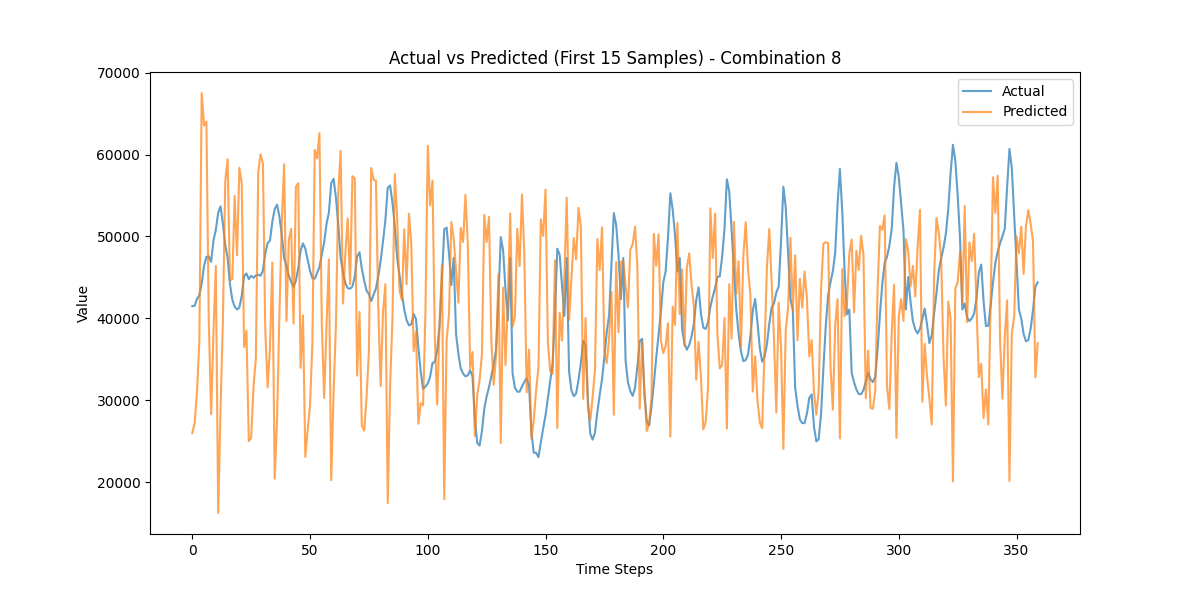 Actual vs Predicted (First 15 Samples) - Combination 8
70000
60000
50000
40000
30000
20000
Value
Actual
Predicted
0 50 100 150 200 250 300 350
Time Steps